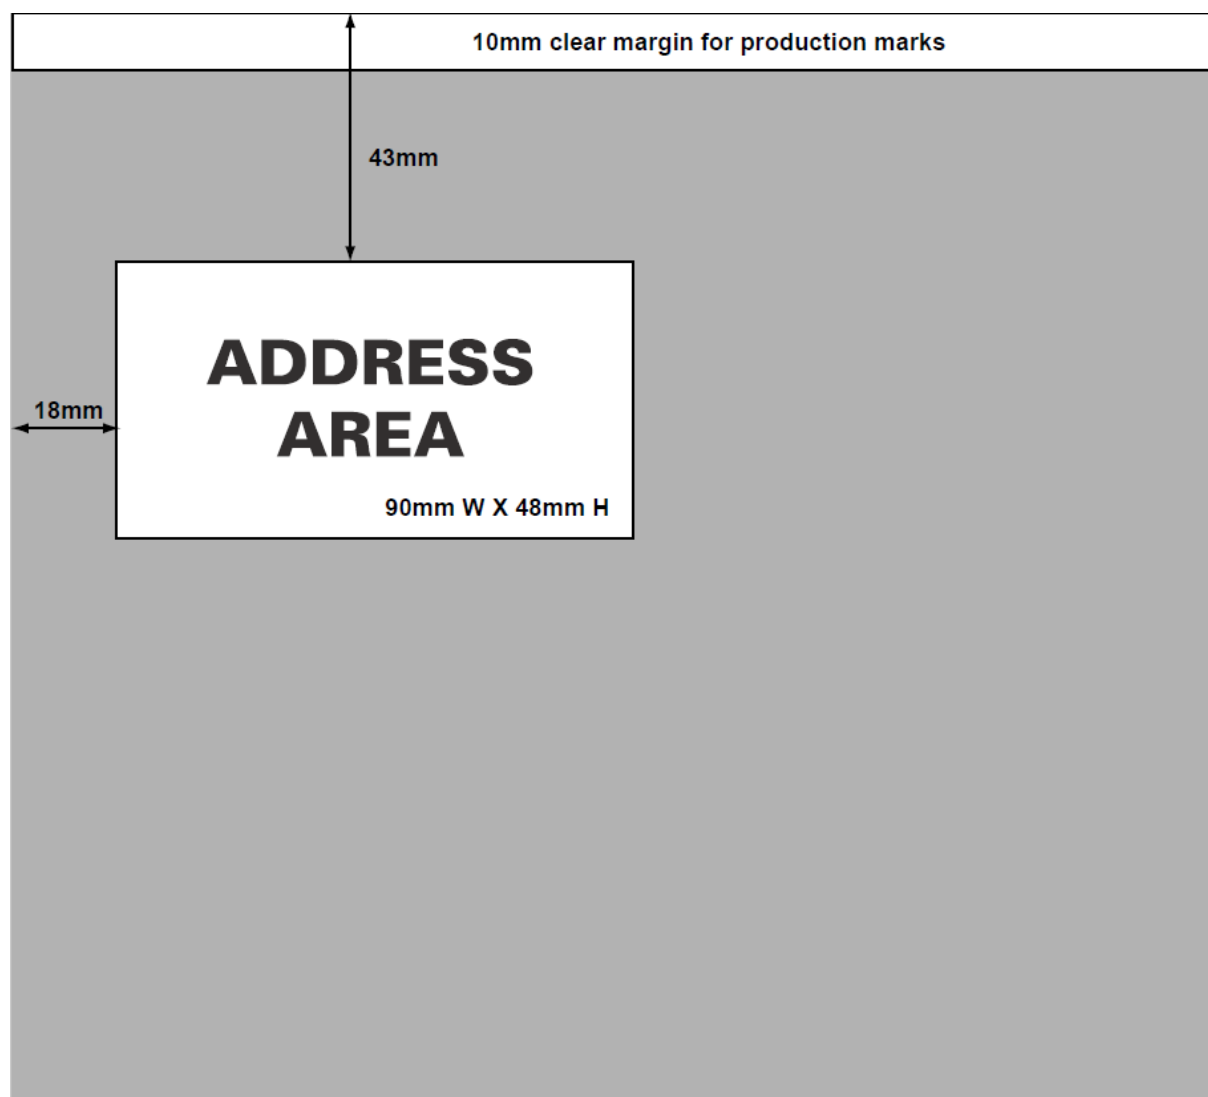 10mm clear margin for production marks
43mm
ADDRESS
AREA
18mm
90mm W X 48mm H